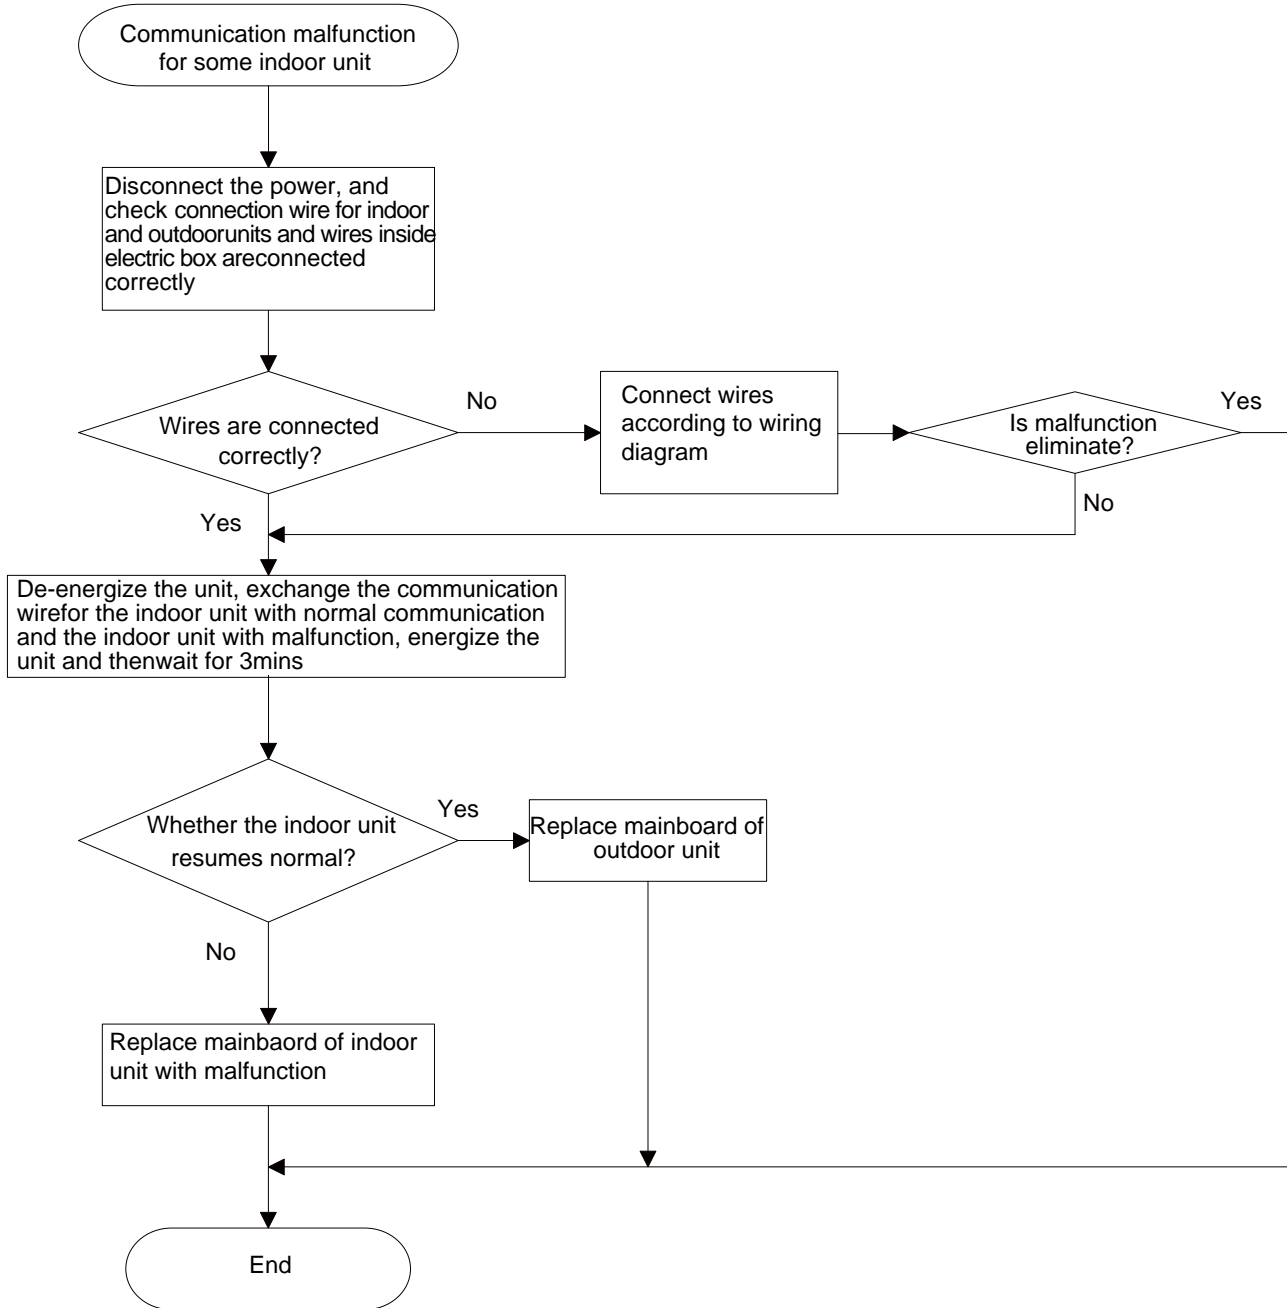 Communication malfunction
for some indoor unit
Disconnect the power, and
check connection wire for indoor
and outdoorunits and wires inside
electric box areconnected
correctly
Wires are connected
correctly?
No
Connect wires
according to wiring
diagram
Is malfunction
eliminate?
Yes
No
Yes
De-energize the unit, exchange the communication
wirefor the indoor unit with normal communication
and the indoor unit with malfunction, energize the
unit and thenwait for 3mins
Whether the indoor unit
resumes normal?
Yes
Replace mainboard of
outdoor unit
No
Replace mainbaord of indoor
unit with malfunction
End